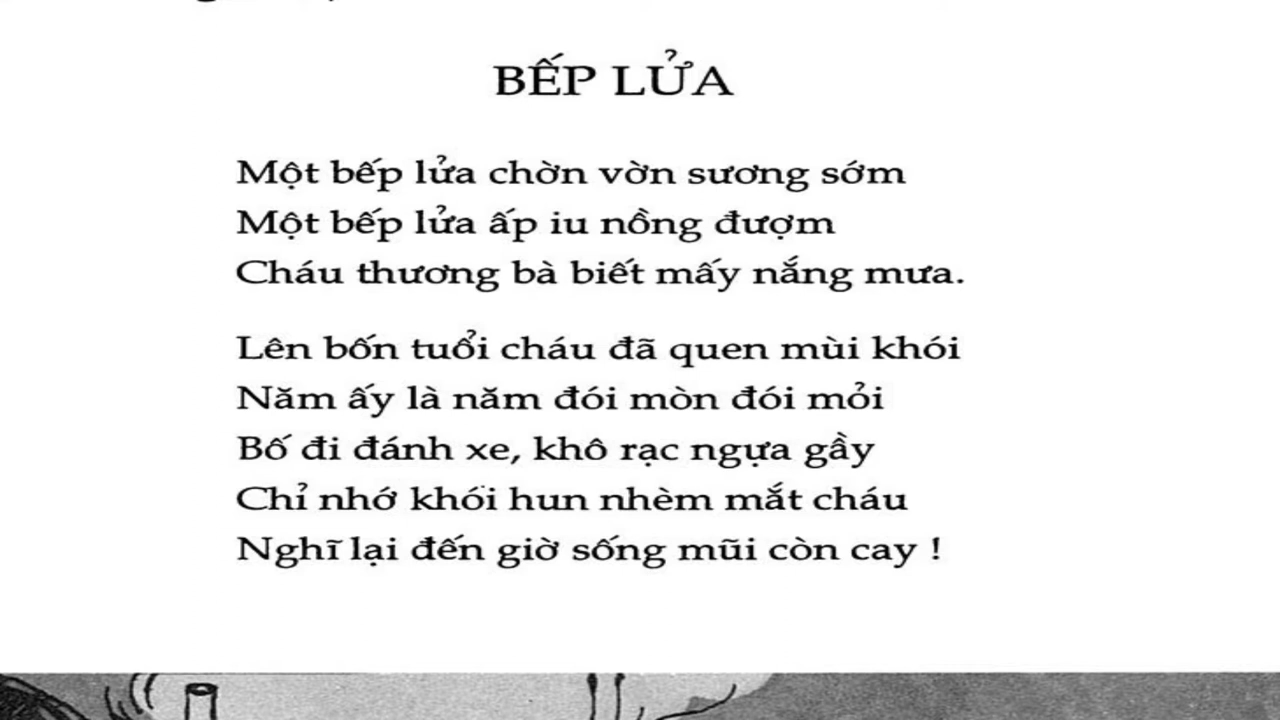 BẾP LỬA
Một bếp lửa chờn vờn sương sớm
Một bếp lửa ấp iu nồng đượm
Cháu thương bà biết mấy nắng mưa.
Lên bốn tuổi cháu đã quen mùi khói
Năm ấy là năm đói mòn đói mỏi
Bố đi đánh xe, khô rạc ngựa gầy
Chỉ nhớ khói hun nhèm mắt cháu
Nghĩ lại đến giờ sống mũi còn cay !